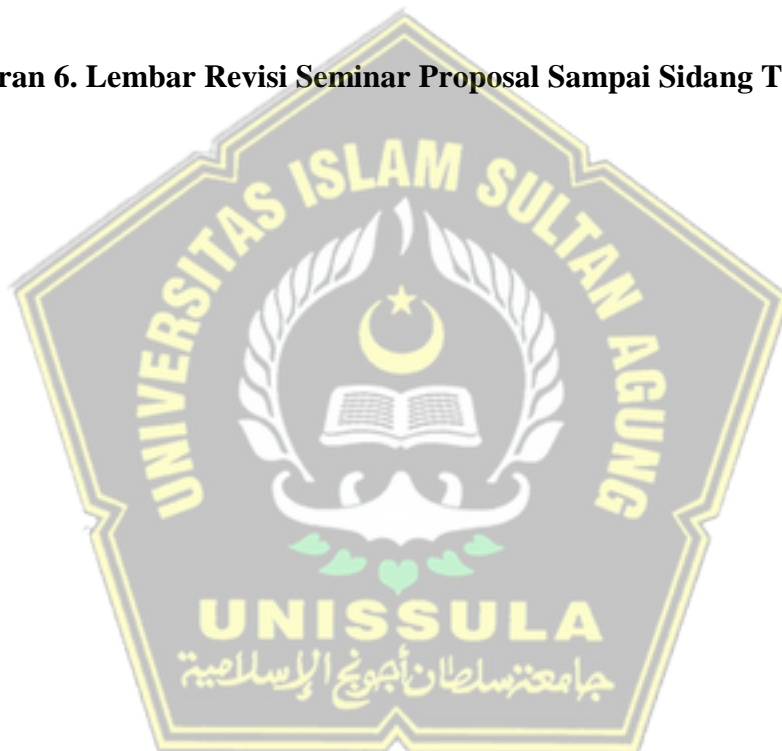 ran 6. Lembar Revisi Seminar Proposal Sampai Sidang T
UNIVERSITAS ISLAM SULTAN AGUNG
UNISSULA
جامعة سلطان أجونج الإسلامية